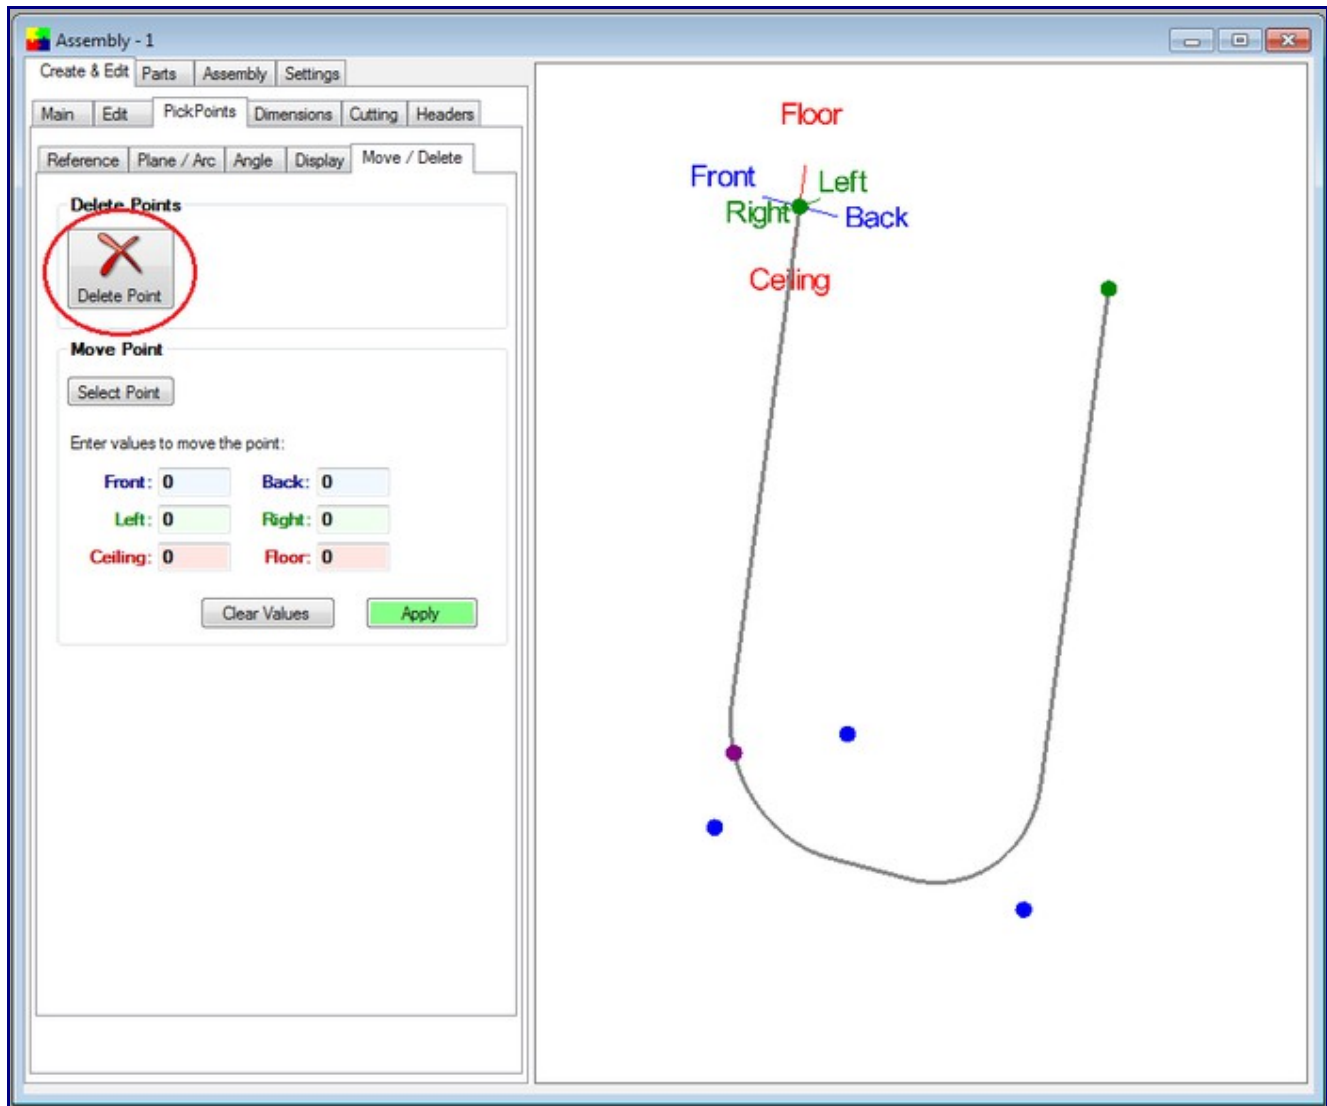 Assembly - 1
Create & Edit Parts Assembly Settings
Main Edit PickPoints Dimensions Cutting Headers
Reference Plane / Arc Angle Display Move / Delete
Delete Points
Delete Point
Move Point
Select Point
Enter values to move the point:
Front: 0 Back: 0
Left: 0 Right: 0
Ceiling: 0 Floor: 0
Clear Values Apply
Floor
Front Left
Right Back
Ceiling